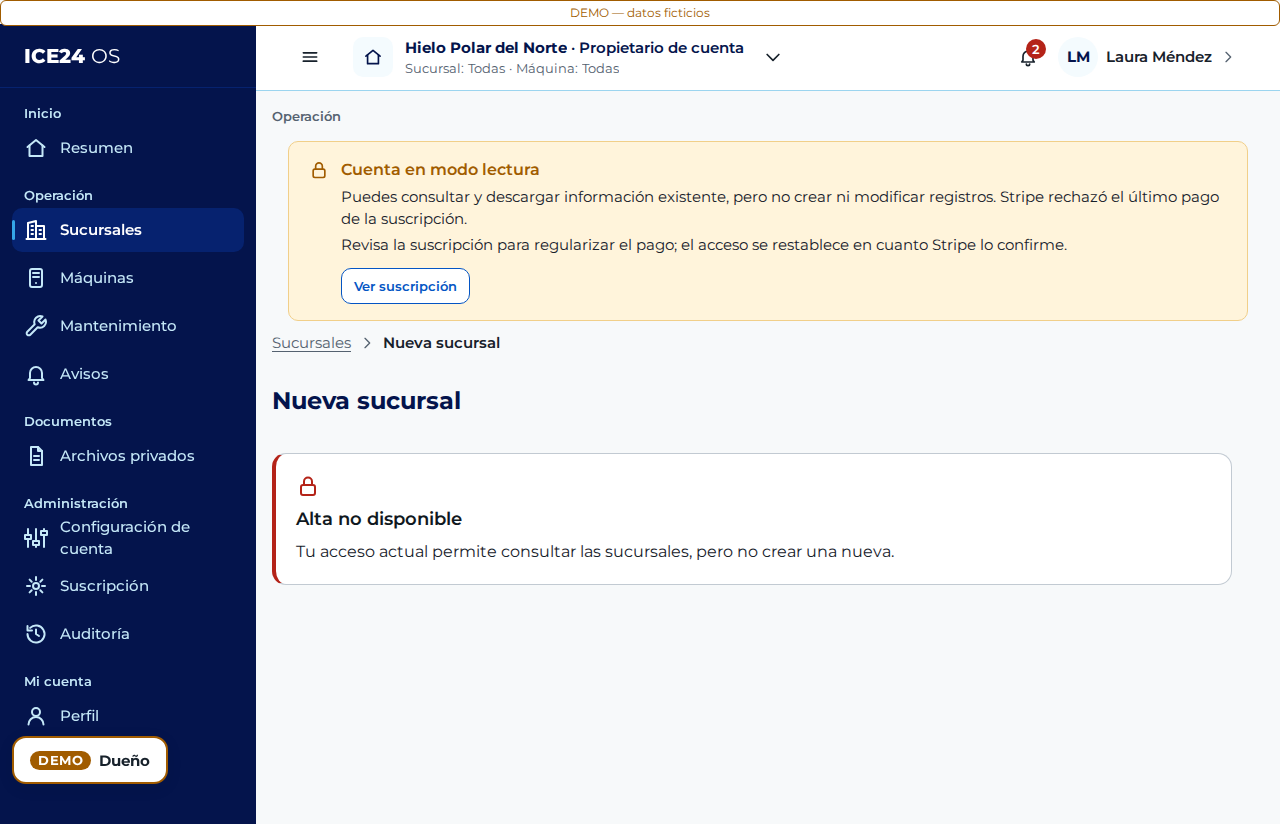 DEMO — datos ficticios
ICE24 OS
Hielo Polar del Norte · Propietario de cuenta
Sucursal: Todas · Máquina: Todas
2
LM
Laura Méndez
Inicio
Resumen
Operación
Sucursales
Máquinas
Mantenimiento
Avisos
Documentos
Archivos privados
Administración
Configuración de
cuenta
Suscripción
Auditoría
Mi cuenta
Perfil
DEMO Dueño
Operación
Cuenta en modo lectura
Puedes consultar y descargar información existente, pero no crear ni modificar registros. Stripe rechazó el último pago
de la suscripción.
Revisa la suscripción para regularizar el pago; el acceso se restablece en cuanto Stripe lo confirme.
Ver suscripción
Sucursales > Nueva sucursal
Nueva sucursal
Alta no disponible
Tu acceso actual permite consultar las sucursales, pero no crear una nueva.